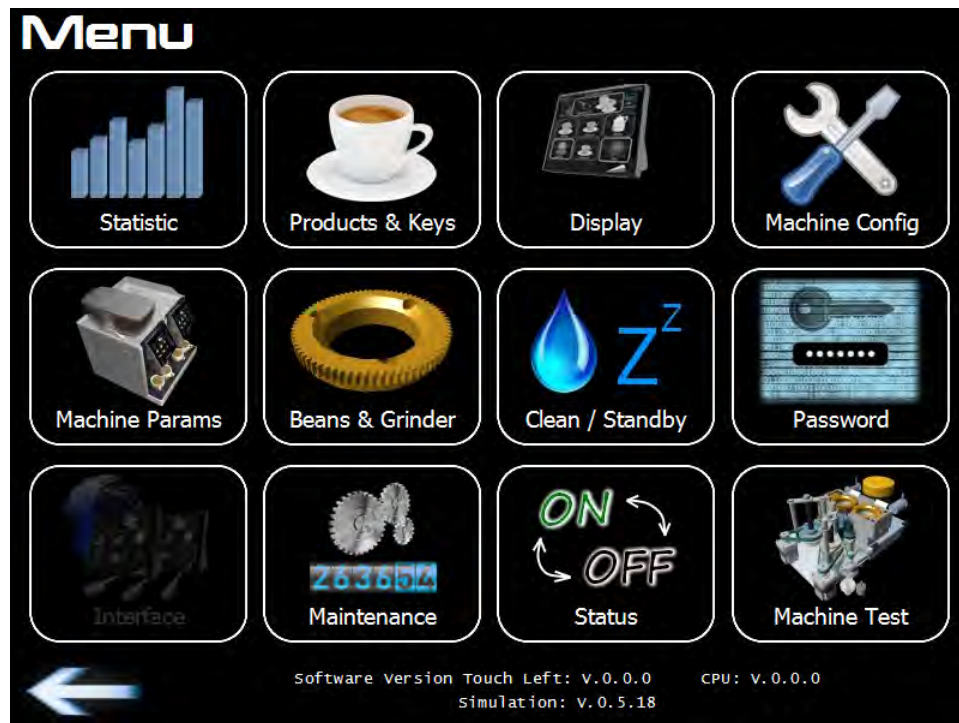 Menu
Statistic
Products & Keys
Display
Machine Config
Machine Params
Beans & Grinder
Clean / Standby
Z Z
Password
Interface
263654
Maintenance
ON
OFF
Status
Machine Test
Software Version Touch Left: V.0.0.0 CPU: V.0.0.0
Simulation: V.0.5.18